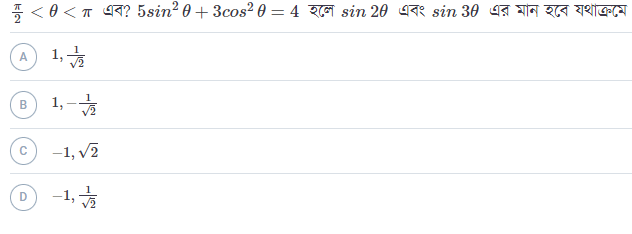 π/2 < θ < π এব? 5sin² θ + 3cos² θ = 4 হলে sin 2θ এবং sin 3θ এর মান হবে যথাক্রমে
A 1, 1/√2
B 1, −1/√2
C −1, √2
D −1, 1/√2